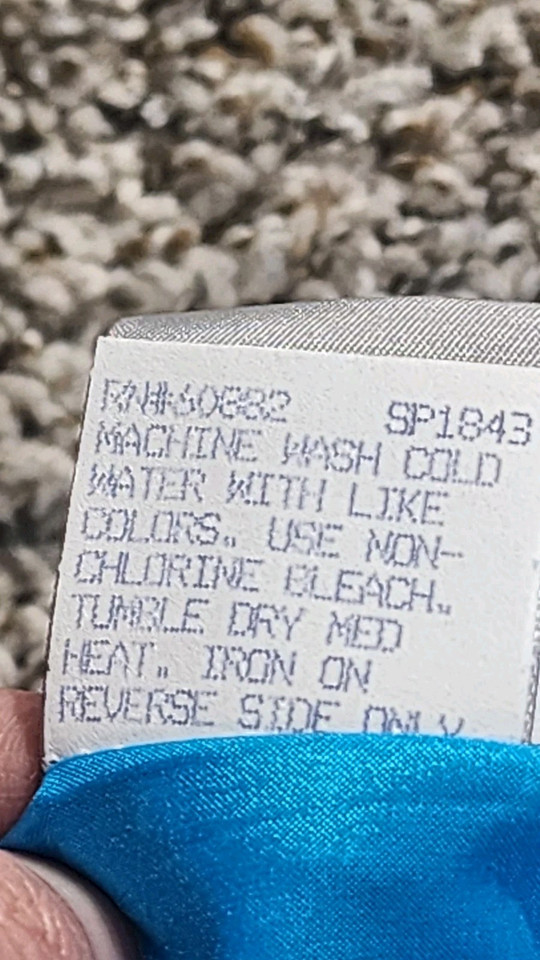 RN#60882 SP1843
MACHINE WASH COLD
WATER WITH LIKE
COLORS. USE NON-
CHLORINE BLEACH.
TUMBLE DRY MED
HEAT. IRON ON
REVERSE SIDE ONLY